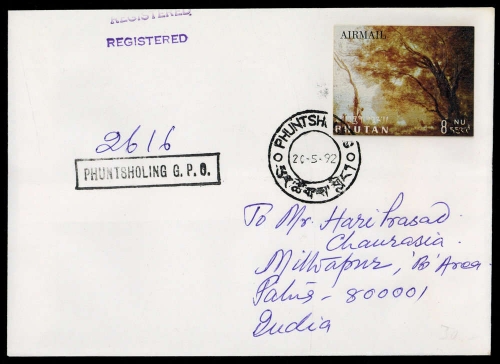 REGISTERED
REGISTERED
AIRMAIL
BHUTAN
8 NU
2616
PHUNTSHOLING G.P.O.
PHUNTSH
20-5-92
To Mr. Hari Prasad
Chaurasia.
Mithapur, 'B' Area
Patna - 800001
India